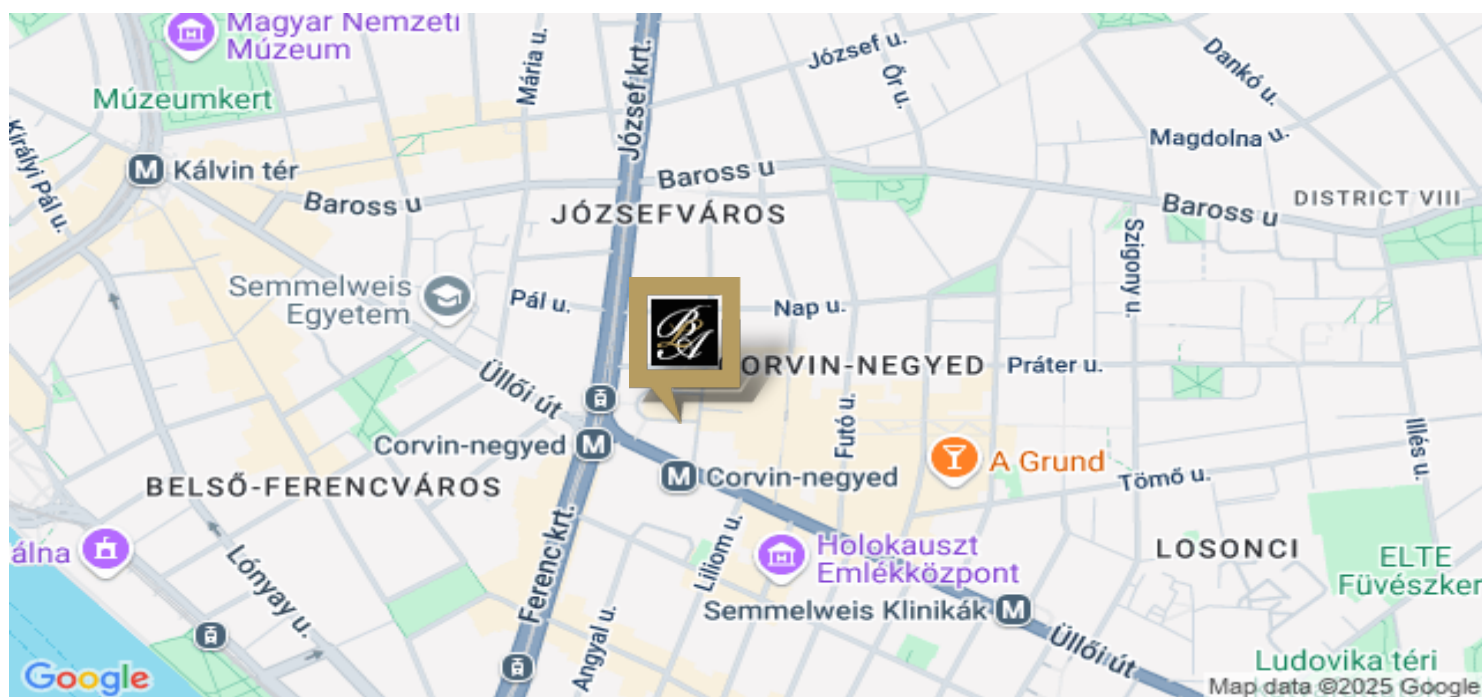 Magyar Nemzeti
Múzeum
Múzeumkert
Mária u.
József krt.
József u.
Őr u.
Dankó u.
Magdolna u.
Királyi Pál u.
Kálvin tér
Baross u
Baross u
Baross u
DISTRICT VIII
JÓZSEFVÁROS
Szigony u.
Semmelweis
Egyetem
Pál u.
Nap u.
BA
ORVIN-NEGYED
Práter u.
Üllői út
Futó u.
Illés u.
Corvin-negyed
Corvin-negyed
A Grund
Tömő u.
BELSŐ-FERENCVÁROS
Ferenc krt.
Liliom u.
Holokauszt
Emlékközpont
LOSONCI
ELTE
Füvészker
álna
Lónyay u.
Angyal u.
Semmelweis Klinikák
Üllői út
Ludovika téri
Google
Map data ©2025 Google